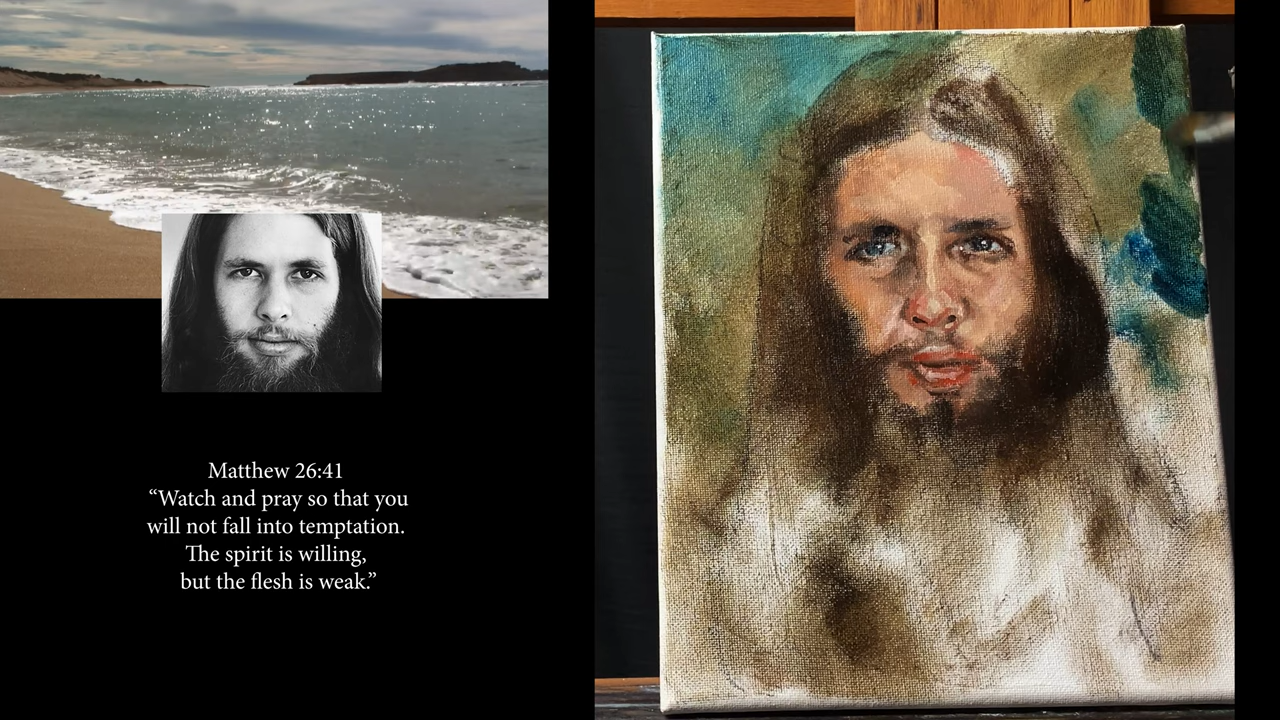 Matthew 26:41
“Watch and pray so that you
will not fall into temptation.
The spirit is willing,
but the flesh is weak.”